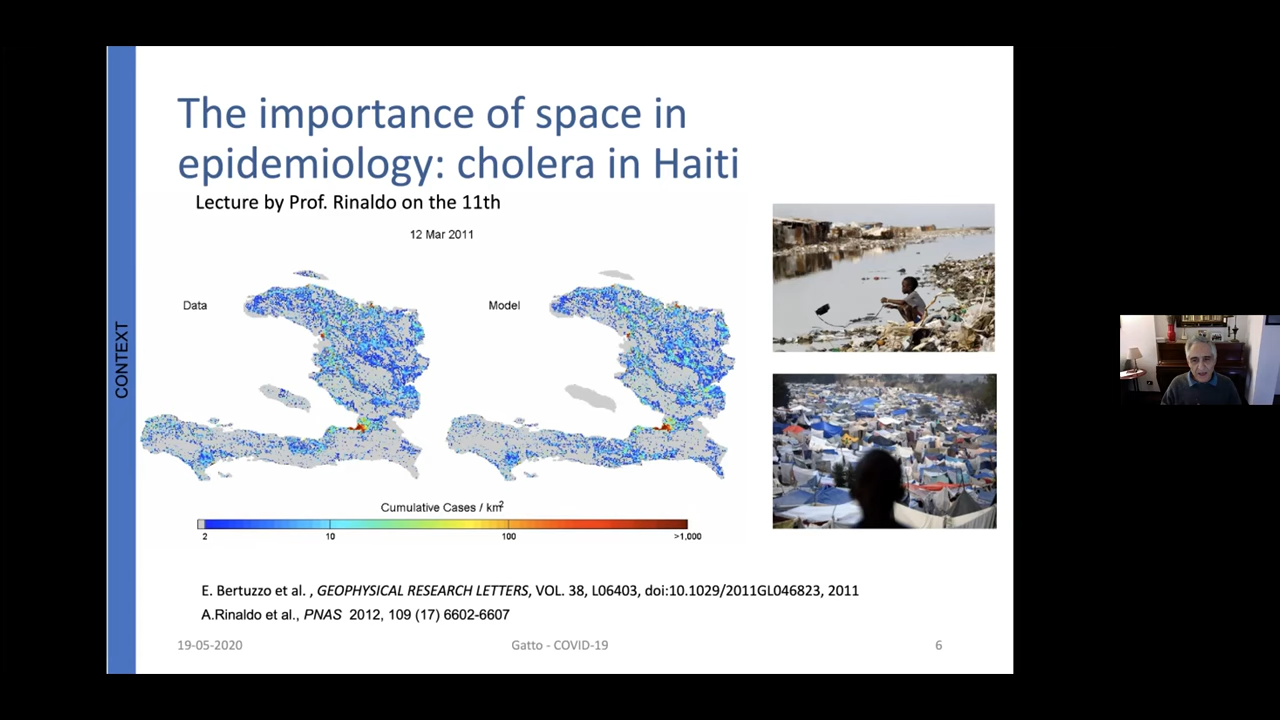 The importance of space in
epidemiology: cholera in Haiti
Lecture by Prof. Rinaldo on the 11th
12 Mar 2011
Data
Model
CONTEXT
Cumulative Cases / km²
2 10 100 >1,000
E. Bertuzzo et al. , GEOPHYSICAL RESEARCH LETTERS, VOL. 38, L06403, doi:10.1029/2011GL046823, 2011
A.Rinaldo et al., PNAS 2012, 109 (17) 6602-6607
19-05-2020 Gatto - COVID-19 6